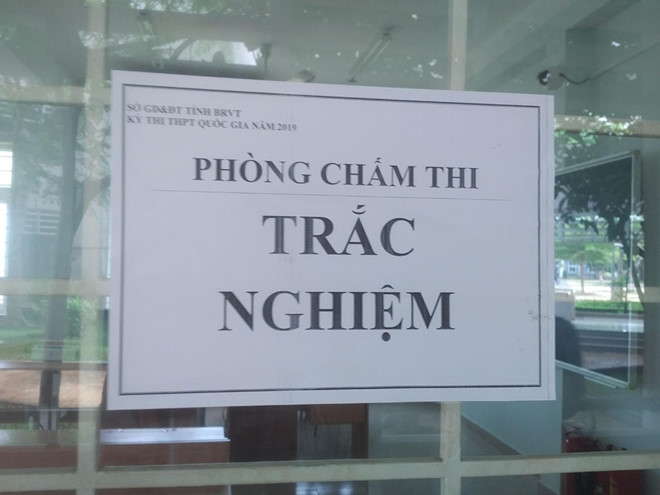 SỞ GD&ĐT TỈNH BRVT
KỲ THI THPT QUỐC GIA NĂM 2019
PHÒNG CHẤM THI
TRẮC
NGHIỆM